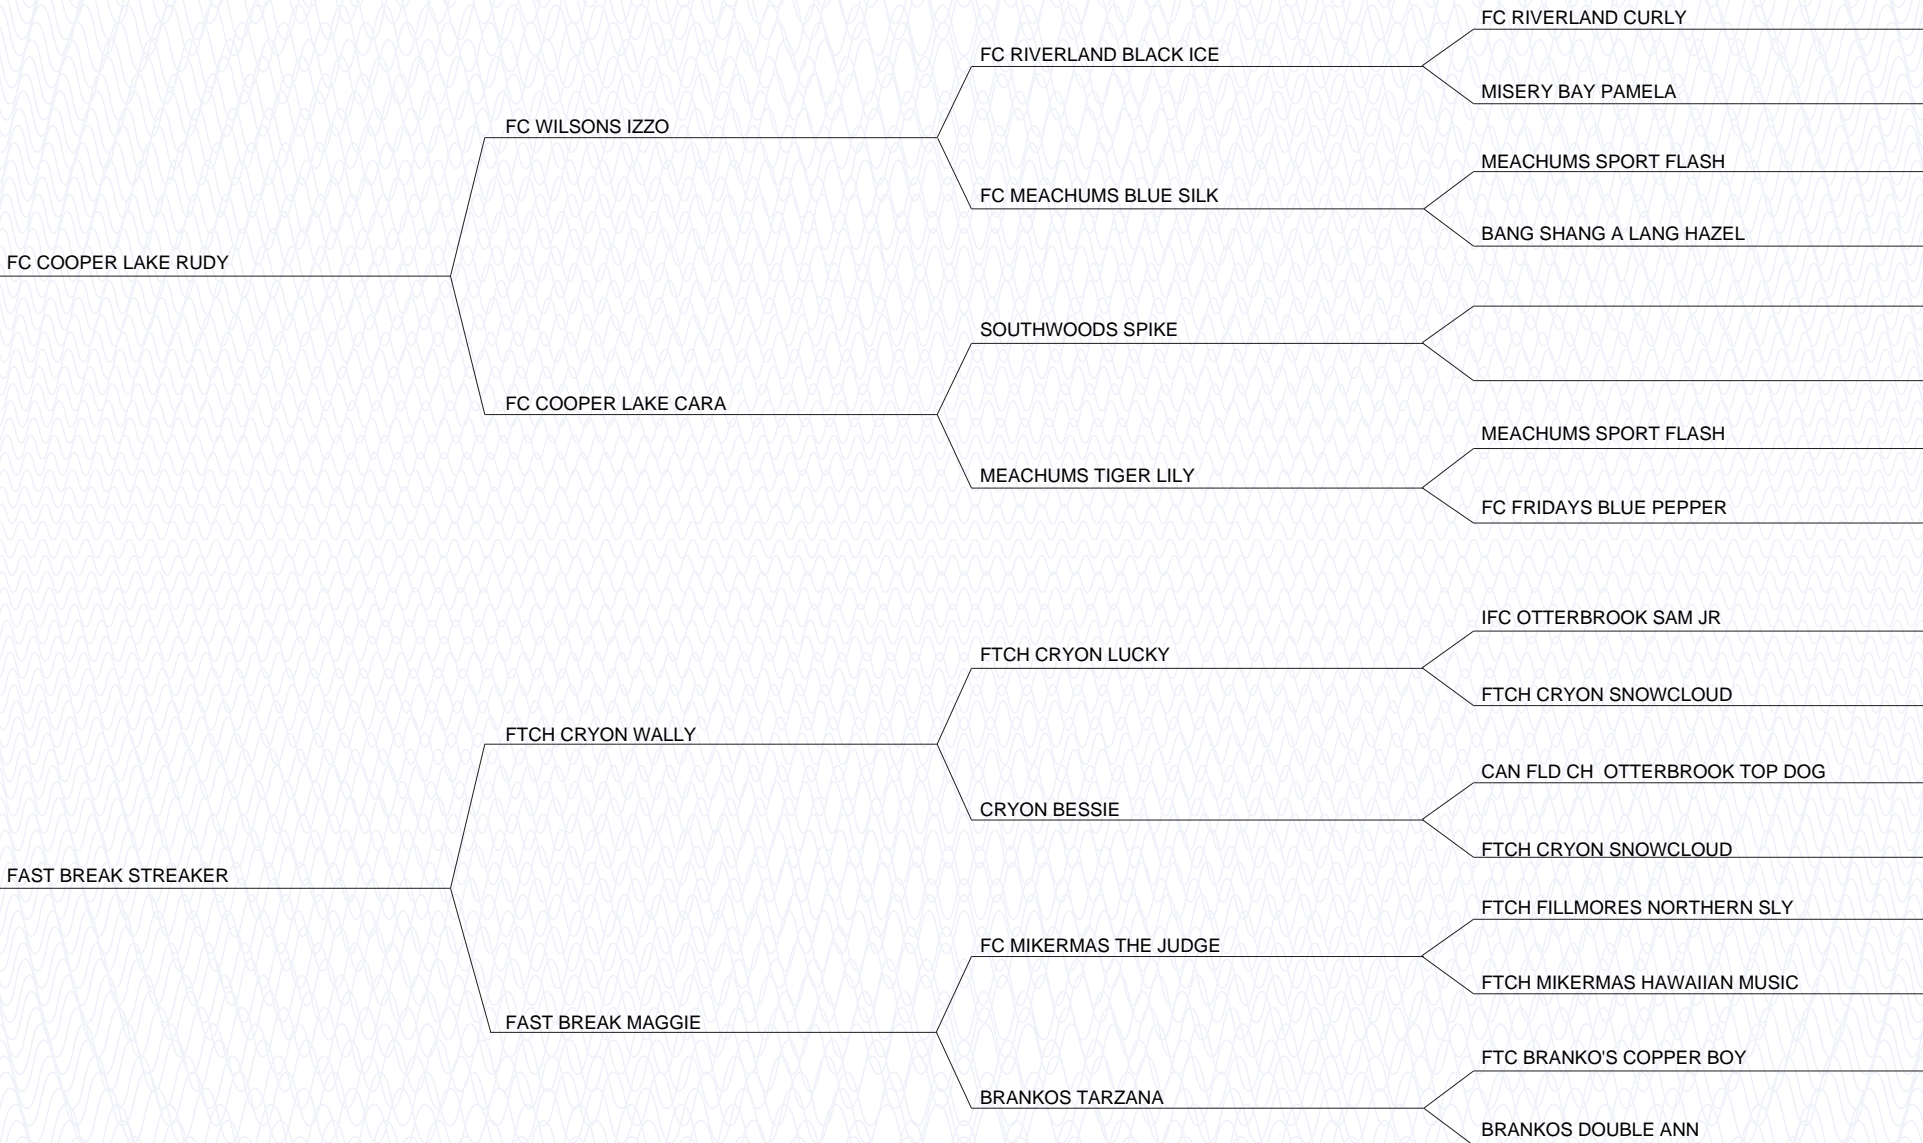 FC RIVERLAND CURLY
FC RIVERLAND BLACK ICE
MISERY BAY PAMELA
FC WILSONS IZZO
MEACHUMS SPORT FLASH
FC MEACHUMS BLUE SILK
BANG SHANG A LANG HAZEL
FC COOPER LAKE RUDY
SOUTHWOODS SPIKE
FC COOPER LAKE CARA
MEACHUMS SPORT FLASH
MEACHUMS TIGER LILY
FC FRIDAYS BLUE PEPPER
IFC OTTERBROOK SAM JR
FTCH CRYON LUCKY
FTCH CRYON SNOWCLOUD
FTCH CRYON WALLY
CAN FLD CH  OTTERBROOK TOP DOG
CRYON BESSIE
FTCH CRYON SNOWCLOUD
FAST BREAK STREAKER
FTCH FILLMORES NORTHERN SLY
FC MIKERMAS THE JUDGE
FTCH MIKERMAS HAWAIIAN MUSIC
FAST BREAK MAGGIE
FTC BRANKO'S COPPER BOY
BRANKOS TARZANA
BRANKOS DOUBLE ANN